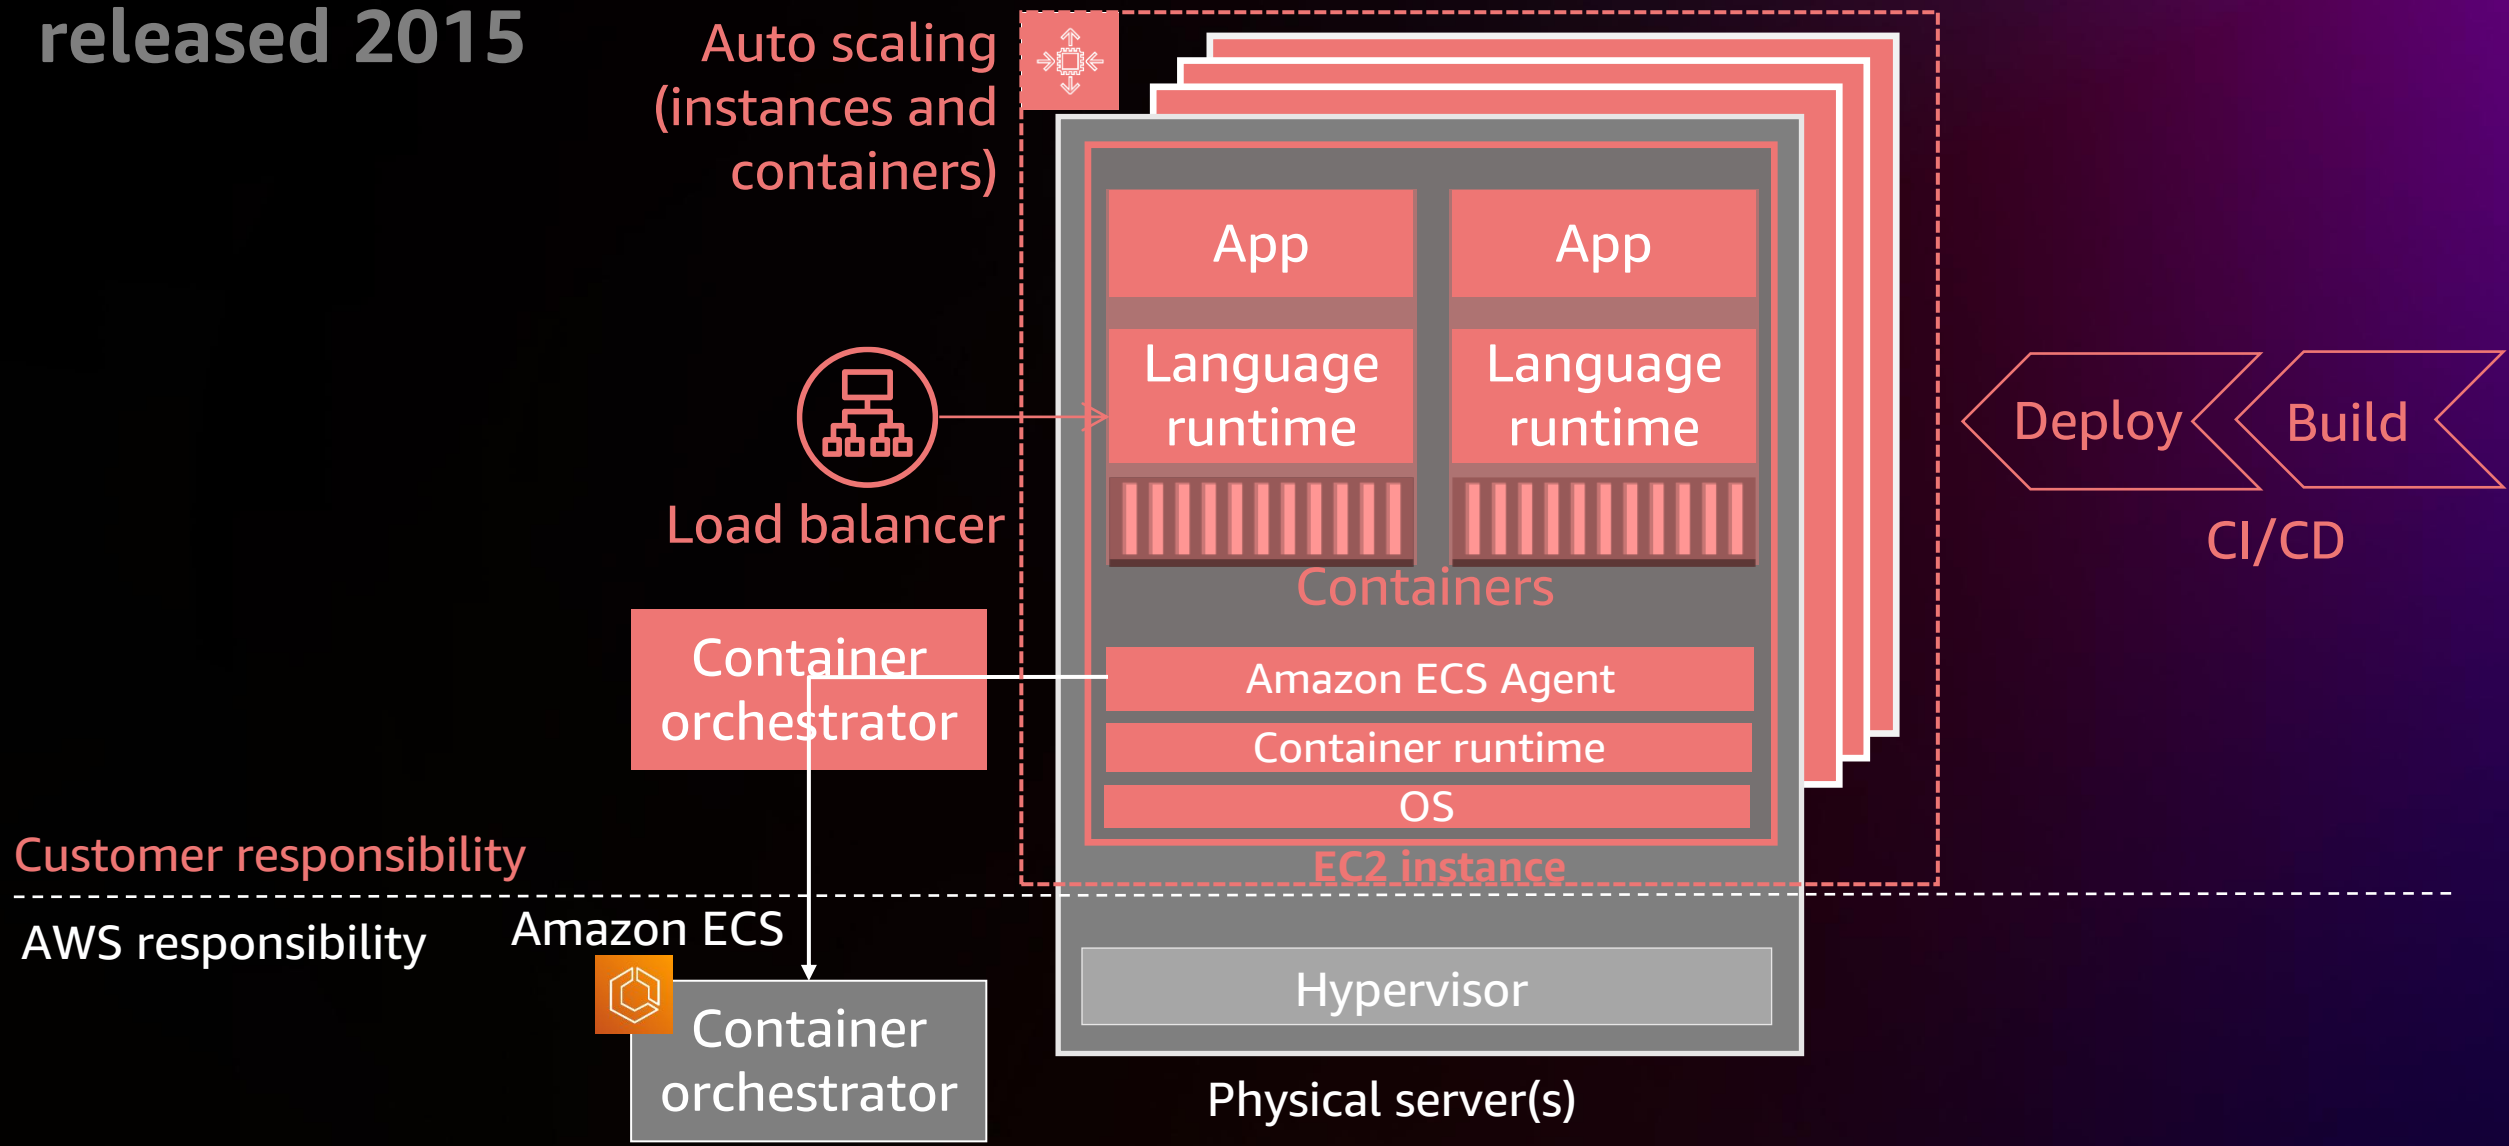 released 2015
Auto scaling
(instances and
containers)
App
App
Language
runtime
Language
runtime
Load balancer
Containers
Deploy
Build
CI/CD
Container
orchestrator
Amazon ECS Agent
Container runtime
OS
EC2 instance
Customer responsibility
AWS responsibility
Amazon ECS
Container
orchestrator
Hypervisor
Physical server(s)